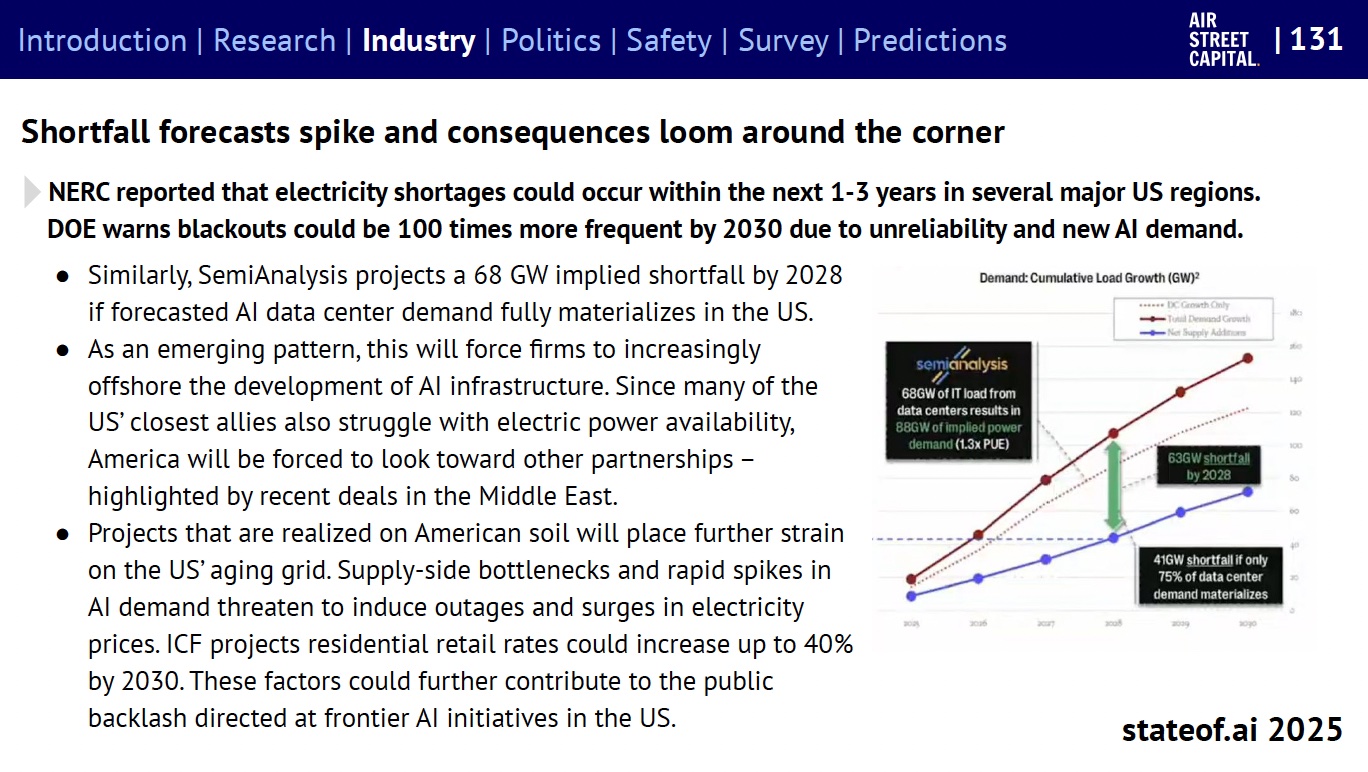 Introduction | Research | Industry | Politics | Safety | Survey | Predictions
AIR
STREET
CAPITAL.
| 131
Shortfall forecasts spike and consequences loom around the corner
NERC reported that electricity shortages could occur within the next 1-3 years in several major US regions.
DOE warns blackouts could be 100 times more frequent by 2030 due to unreliability and new AI demand.
● Similarly, SemiAnalysis projects a 68 GW implied shortfall by 2028
if forecasted AI data center demand fully materializes in the US.
● As an emerging pattern, this will force firms to increasingly
offshore the development of AI infrastructure. Since many of the
US’ closest allies also struggle with electric power availability,
America will be forced to look toward other partnerships –
highlighted by recent deals in the Middle East.
● Projects that are realized on American soil will place further strain
on the US’ aging grid. Supply-side bottlenecks and rapid spikes in
AI demand threaten to induce outages and surges in electricity
prices. ICF projects residential retail rates could increase up to 40%
by 2030. These factors could further contribute to the public
backlash directed at frontier AI initiatives in the US.
Demand: Cumulative Load Growth (GW)²
DC Growth Only
Total Demand Growth
Net Supply Additions
180
160
140
120
100
80
60
40
20
0
semianalysis
68GW of IT load from
data centers results in
88GW of implied power
demand (1.3x PUE)
63GW shortfall
by 2028
41GW shortfall if only
75% of data center
demand materializes
2025
2026
2027
2028
2029
2030
stateof.ai 2025